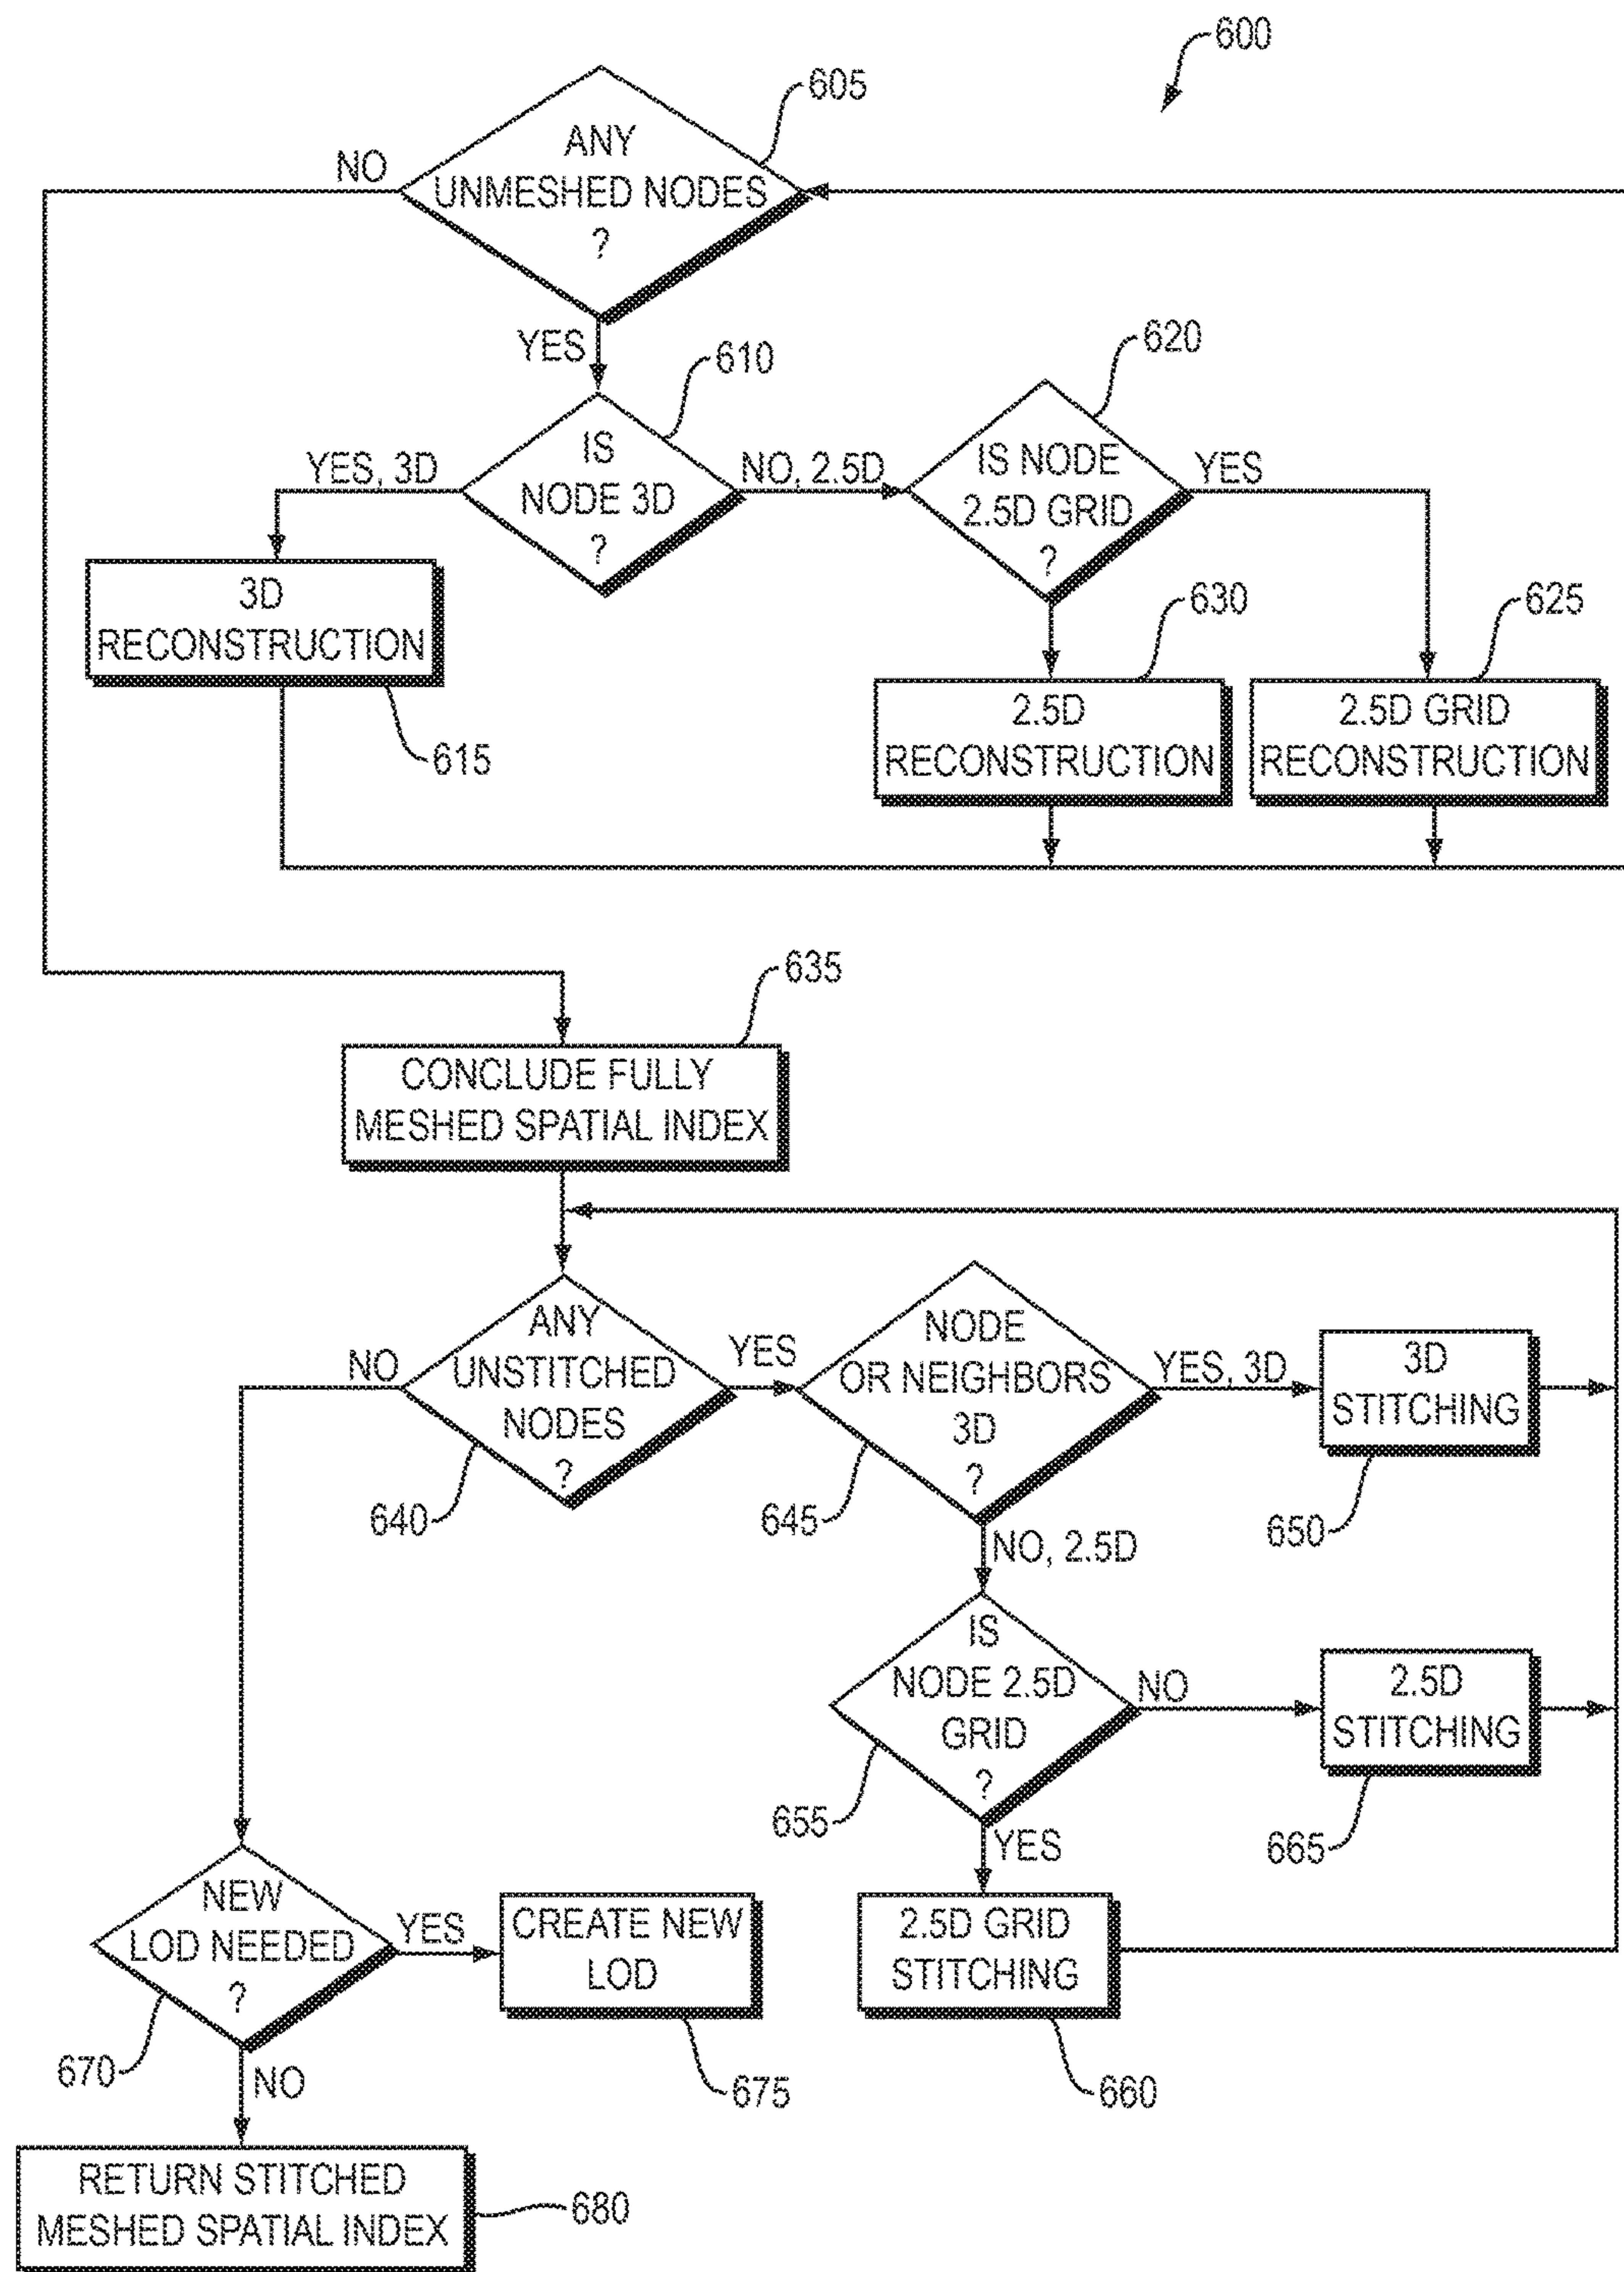 600
605
ANY
UNMESHED NODES
?
NO
YES
610
620
IS
NODE 3D
?
YES, 3D
NO, 2.5D
IS NODE
2.5D GRID
?
YES
3D
RECONSTRUCTION
615
630
2.5D
RECONSTRUCTION
625
2.5D GRID
RECONSTRUCTION
635
CONCLUDE FULLY
MESHED SPATIAL INDEX
ANY
UNSTITCHED
NODES
?
NO
YES
640
NODE
OR NEIGHBORS
3D
?
645
YES, 3D
3D
STITCHING
650
NO, 2.5D
IS
NODE 2.5D
GRID
?
655
NO
2.5D
STITCHING
665
YES
2.5D GRID
STITCHING
660
NEW
LOD NEEDED
?
670
YES
CREATE NEW
LOD
675
NO
RETURN STITCHED
MESHED SPATIAL INDEX
680